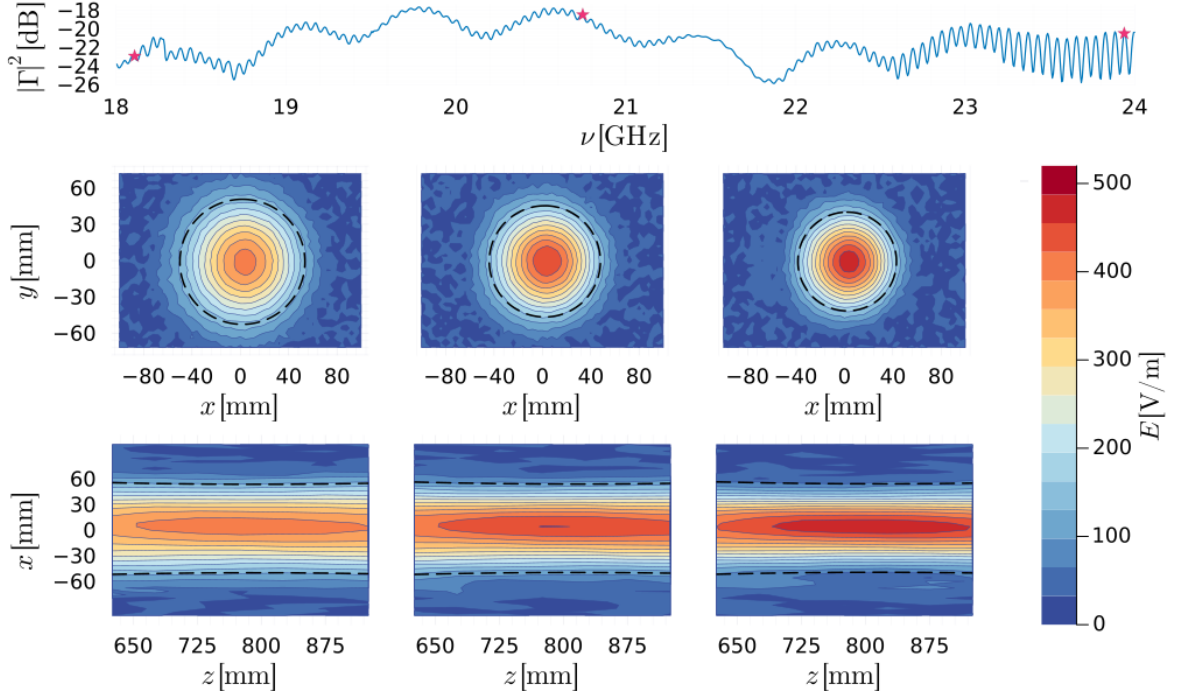 |Γ|² [dB]
−18
−20
−22
−24
−26
18 19 20 21 22 23 24
ν [GHz]
y [mm]
60
30
0
−30
−60
−80 −40 0 40 80
−80 −40 0 40 80
−80 −40 0 40 80
x [mm]
x [mm]
x [mm]
x [mm]
60
30
0
−30
−60
650 725 800 875
650 725 800 875
650 725 800 875
z [mm]
z [mm]
z [mm]
500
400
300
200
100
0
E [V/m]